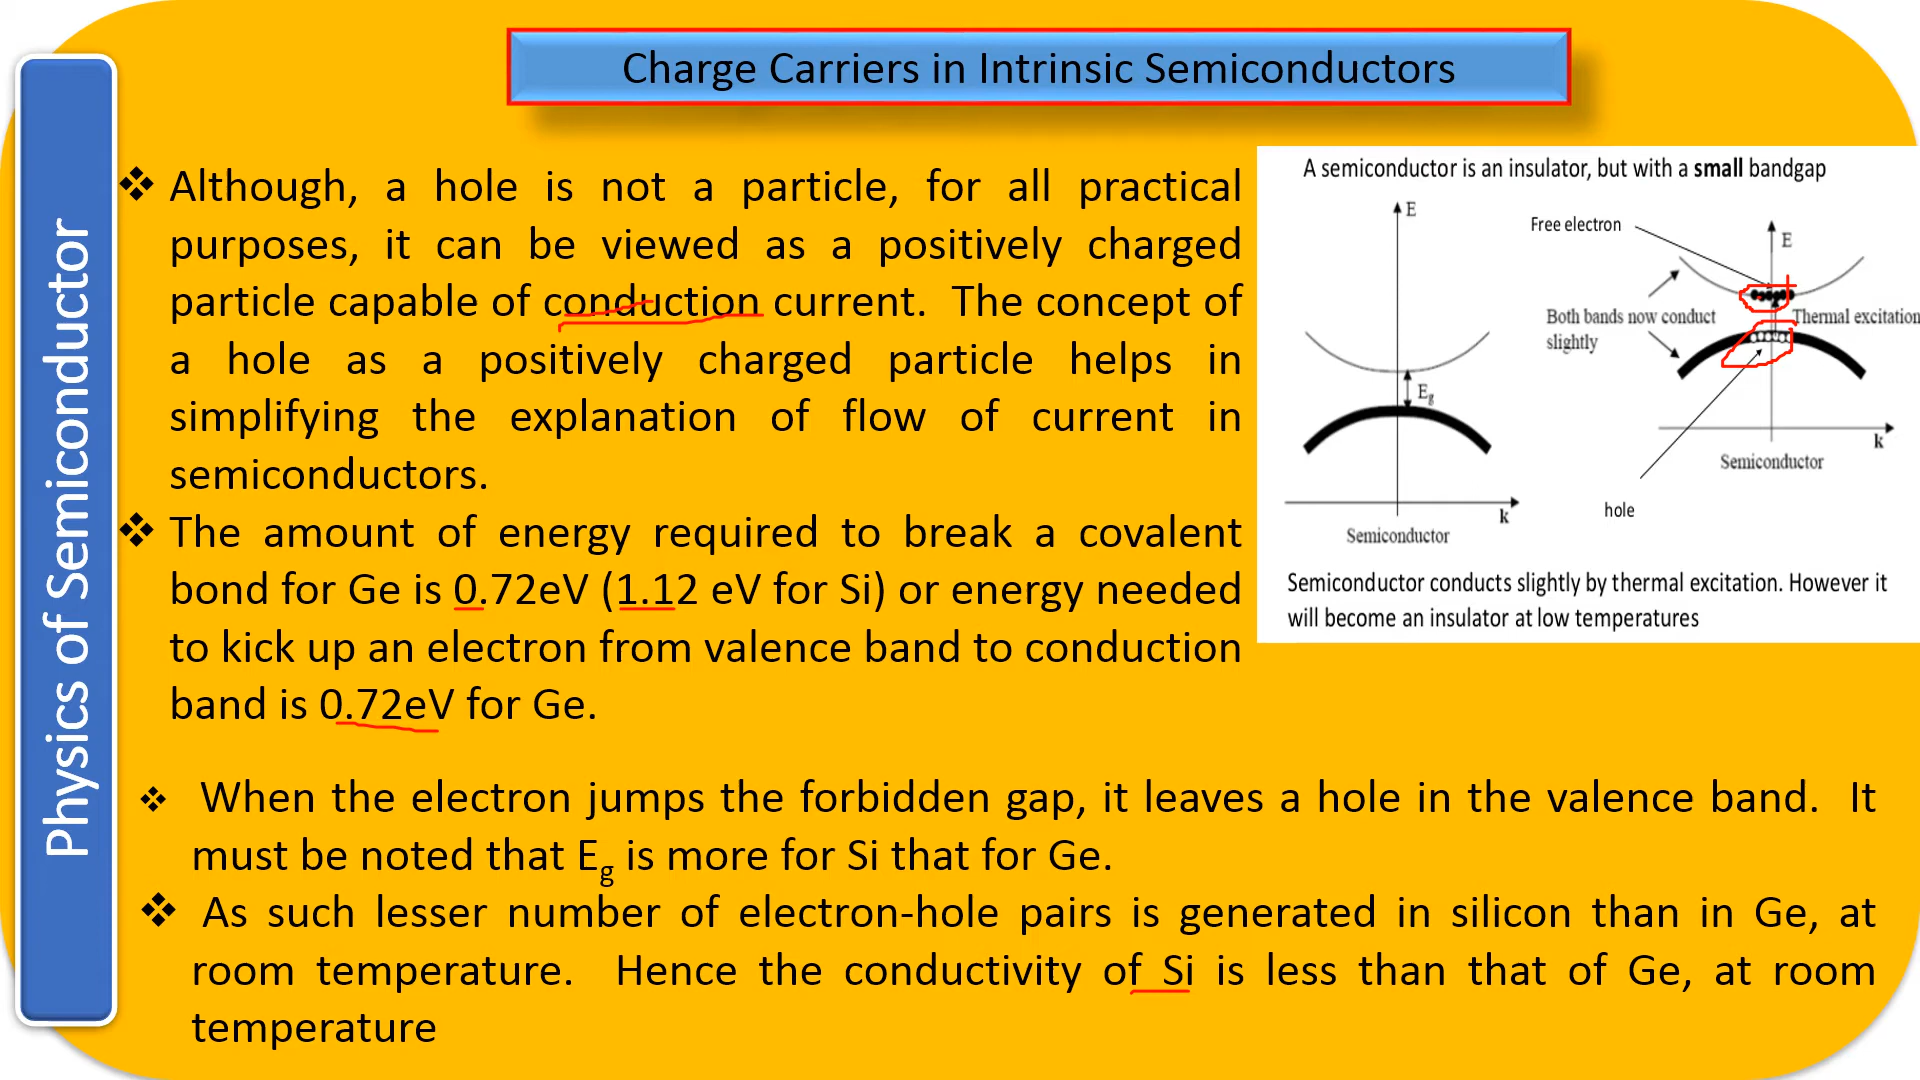 Charge Carriers in Intrinsic Semiconductors
Physics of Semiconductor
❖ Although, a hole is not a particle, for all practical
purposes, it can be viewed as a positively charged
particle capable of conduction current. The concept of
a hole as a positively charged particle helps in
simplifying the explanation of flow of current in
semiconductors.
❖ The amount of energy required to break a covalent
bond for Ge is 0.72eV (1.12 eV for Si) or energy needed
to kick up an electron from valence band to conduction
band is 0.72eV for Ge.
A semiconductor is an insulator, but with a small bandgap
E
Eg
k
Semiconductor
Free electron
E
Both bands now conduct
slightly
Thermal excitation
k
Semiconductor
hole
Semiconductor conducts slightly by thermal excitation. However it
will become an insulator at low temperatures
❖ When the electron jumps the forbidden gap, it leaves a hole in the valence band. It
must be noted that Eg is more for Si that for Ge.
❖ As such lesser number of electron-hole pairs is generated in silicon than in Ge, at
room temperature. Hence the conductivity of Si is less than that of Ge, at room
temperature